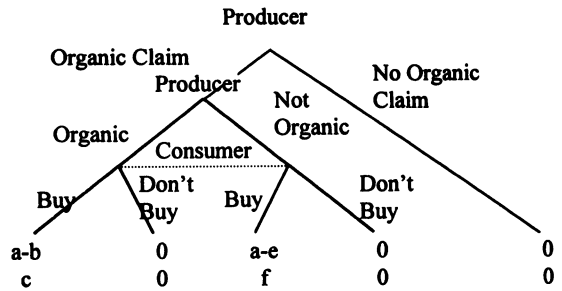 Producer
Organic Claim
No Organic
Claim
Producer
Not
Organic
Organic
Consumer
Buy
Don't
Buy
Buy
Don't
Buy
a-b 0 a-e 0 0
c 0 f 0 0